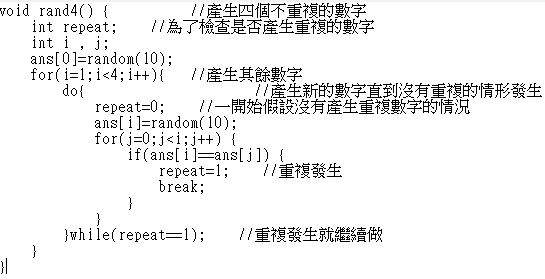 void rand4() {          //產生四個不重複的數字
    int repeat;    //為了檢查是否產生重複的數字
    int i , j;
    ans[0]=random(10);
    for(i=1;i<4;i++){   //產生其餘數字
        do{                     //產生新的數字直到沒有重複的情形發生
            repeat=0;    //一開始假設沒有產生重複數字的情況
            ans[i]=random(10);
            for(j=0;j<i;j++) {
                if(ans[i]==ans[j]) {
                    repeat=1;    //重複發生
                    break;
                }
            }
        }while(repeat==1);    //重複發生就繼續做
    }
}